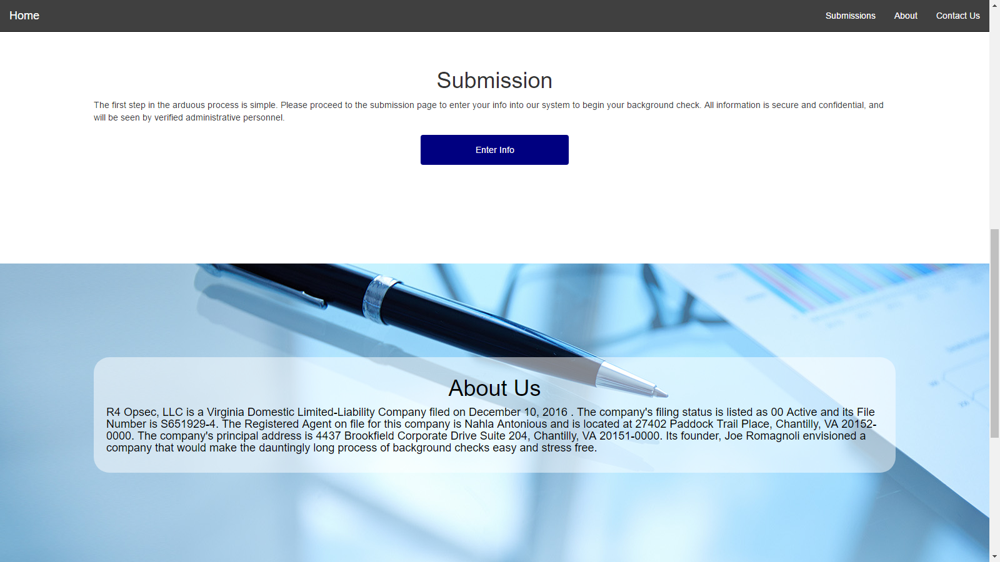 Home
Submissions
About
Contact Us
Submission
The first step in the arduous process is simple. Please proceed to the submission page to enter your info into our system to begin your background check. All information is secure and confidential, and
will be seen by verified administrative personnel.
Enter Info
About Us
R4 Opsec, LLC is a Virginia Domestic Limited-Liability Company filed on December 10, 2016 . The company's filing status is listed as 00 Active and its File
Number is S651929-4. The Registered Agent on file for this company is Nahla Antonious and is located at 27402 Paddock Trail Place, Chantilly, VA 20152-
0000. The company's principal address is 4437 Brookfield Corporate Drive Suite 204, Chantilly, VA 20151-0000. Its founder, Joe Romagnoli envisioned a
company that would make the dauntingly long process of background checks easy and stress free.